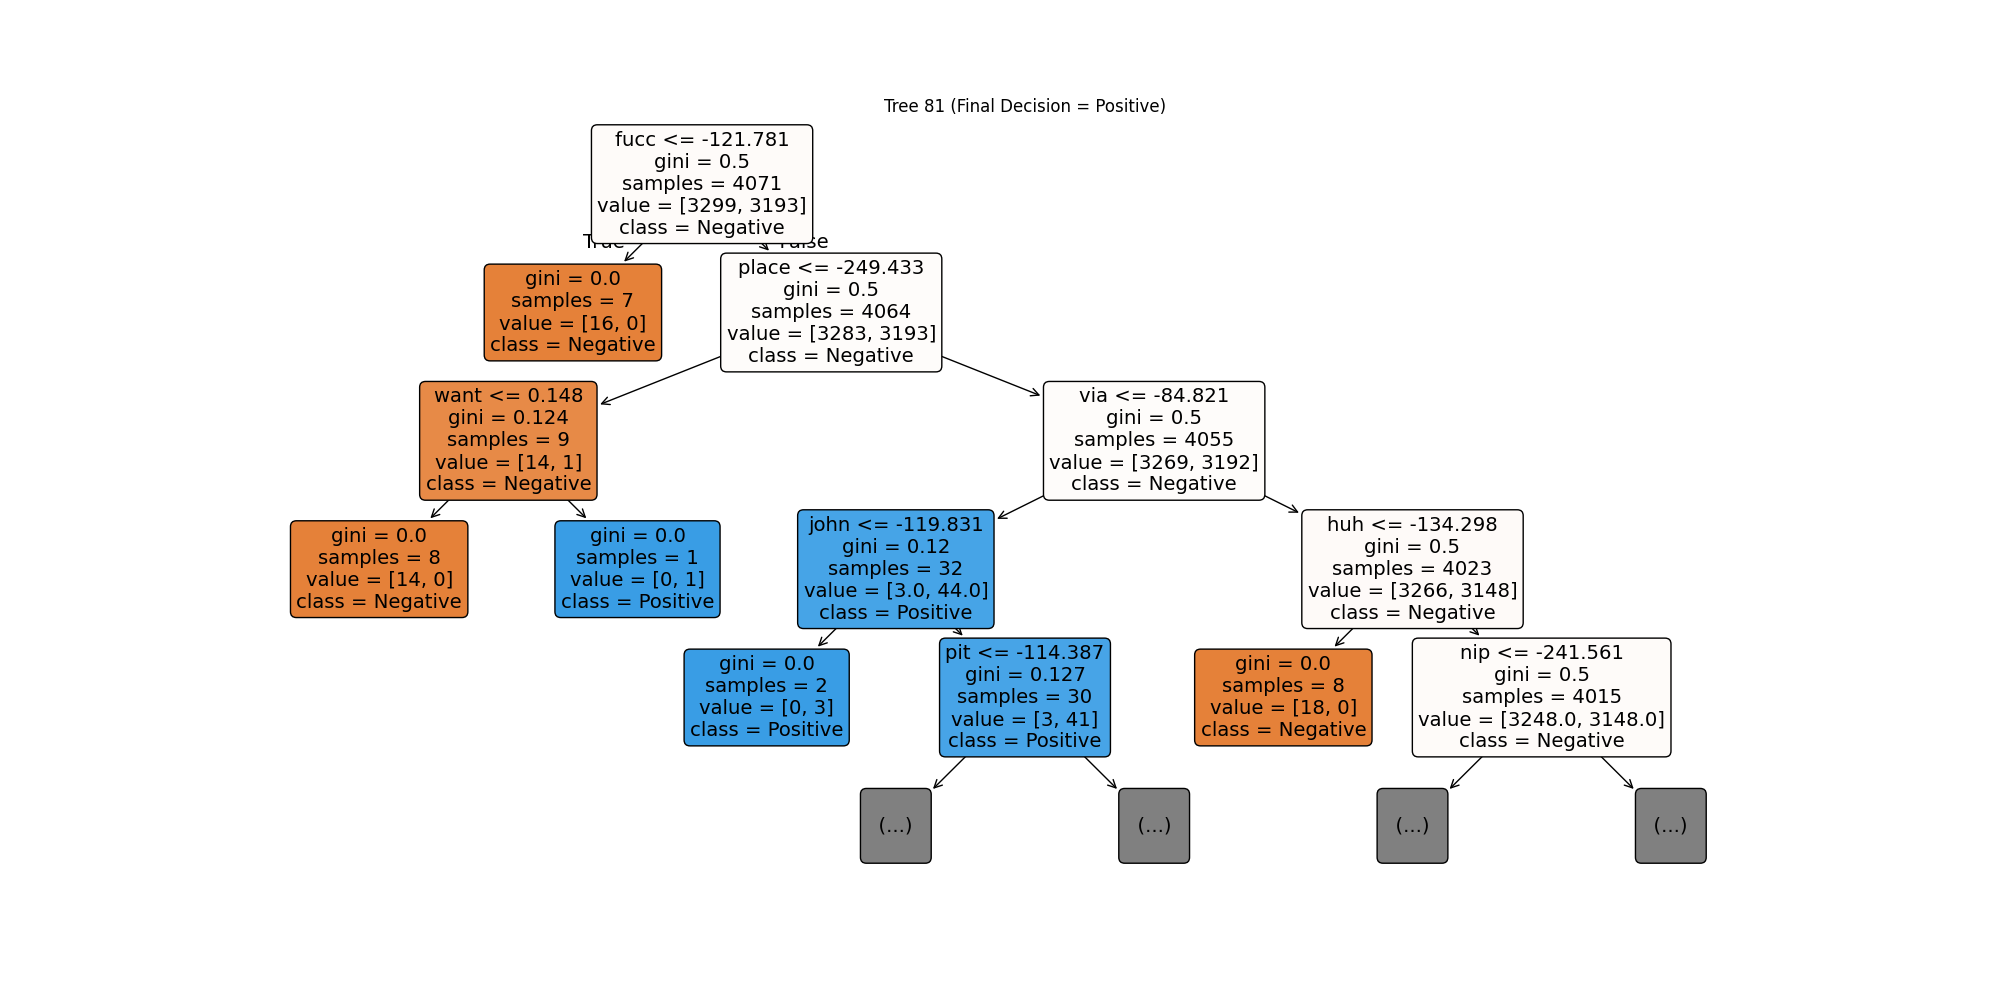 Tree 81 (Final Decision = Positive)
fucc <= -121.781
gini = 0.5
samples = 4071
value = [3299, 3193]
class = Negative
True
False
gini = 0.0
samples = 7
value = [16, 0]
class = Negative
place <= -249.433
gini = 0.5
samples = 4064
value = [3283, 3193]
class = Negative
want <= 0.148
gini = 0.124
samples = 9
value = [14, 1]
class = Negative
via <= -84.821
gini = 0.5
samples = 4055
value = [3269, 3192]
class = Negative
gini = 0.0
samples = 8
value = [14, 0]
class = Negative
gini = 0.0
samples = 1
value = [0, 1]
class = Positive
john <= -119.831
gini = 0.12
samples = 32
value = [3.0, 44.0]
class = Positive
huh <= -134.298
gini = 0.5
samples = 4023
value = [3266, 3148]
class = Negative
gini = 0.0
samples = 2
value = [0, 3]
class = Positive
pit <= -114.387
gini = 0.127
samples = 30
value = [3, 41]
class = Positive
gini = 0.0
samples = 8
value = [18, 0]
class = Negative
nip <= -241.561
gini = 0.5
samples = 4015
value = [3248.0, 3148.0]
class = Negative
(...)
(...)
(...)
(...)